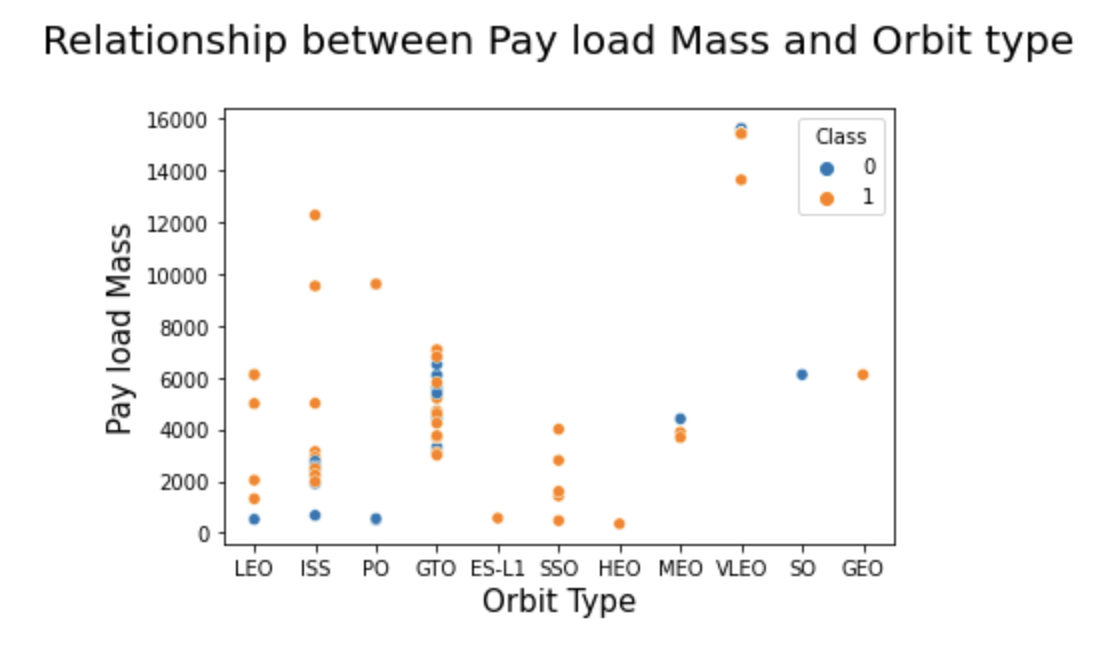 Relationship between Pay load Mass and Orbit type
Class
0
1
16000
14000
12000
10000
8000
6000
4000
2000
0
Pay load Mass
LEO ISS PO GTO ES-L1 SSO HEO MEO VLEO SO GEO
Orbit Type